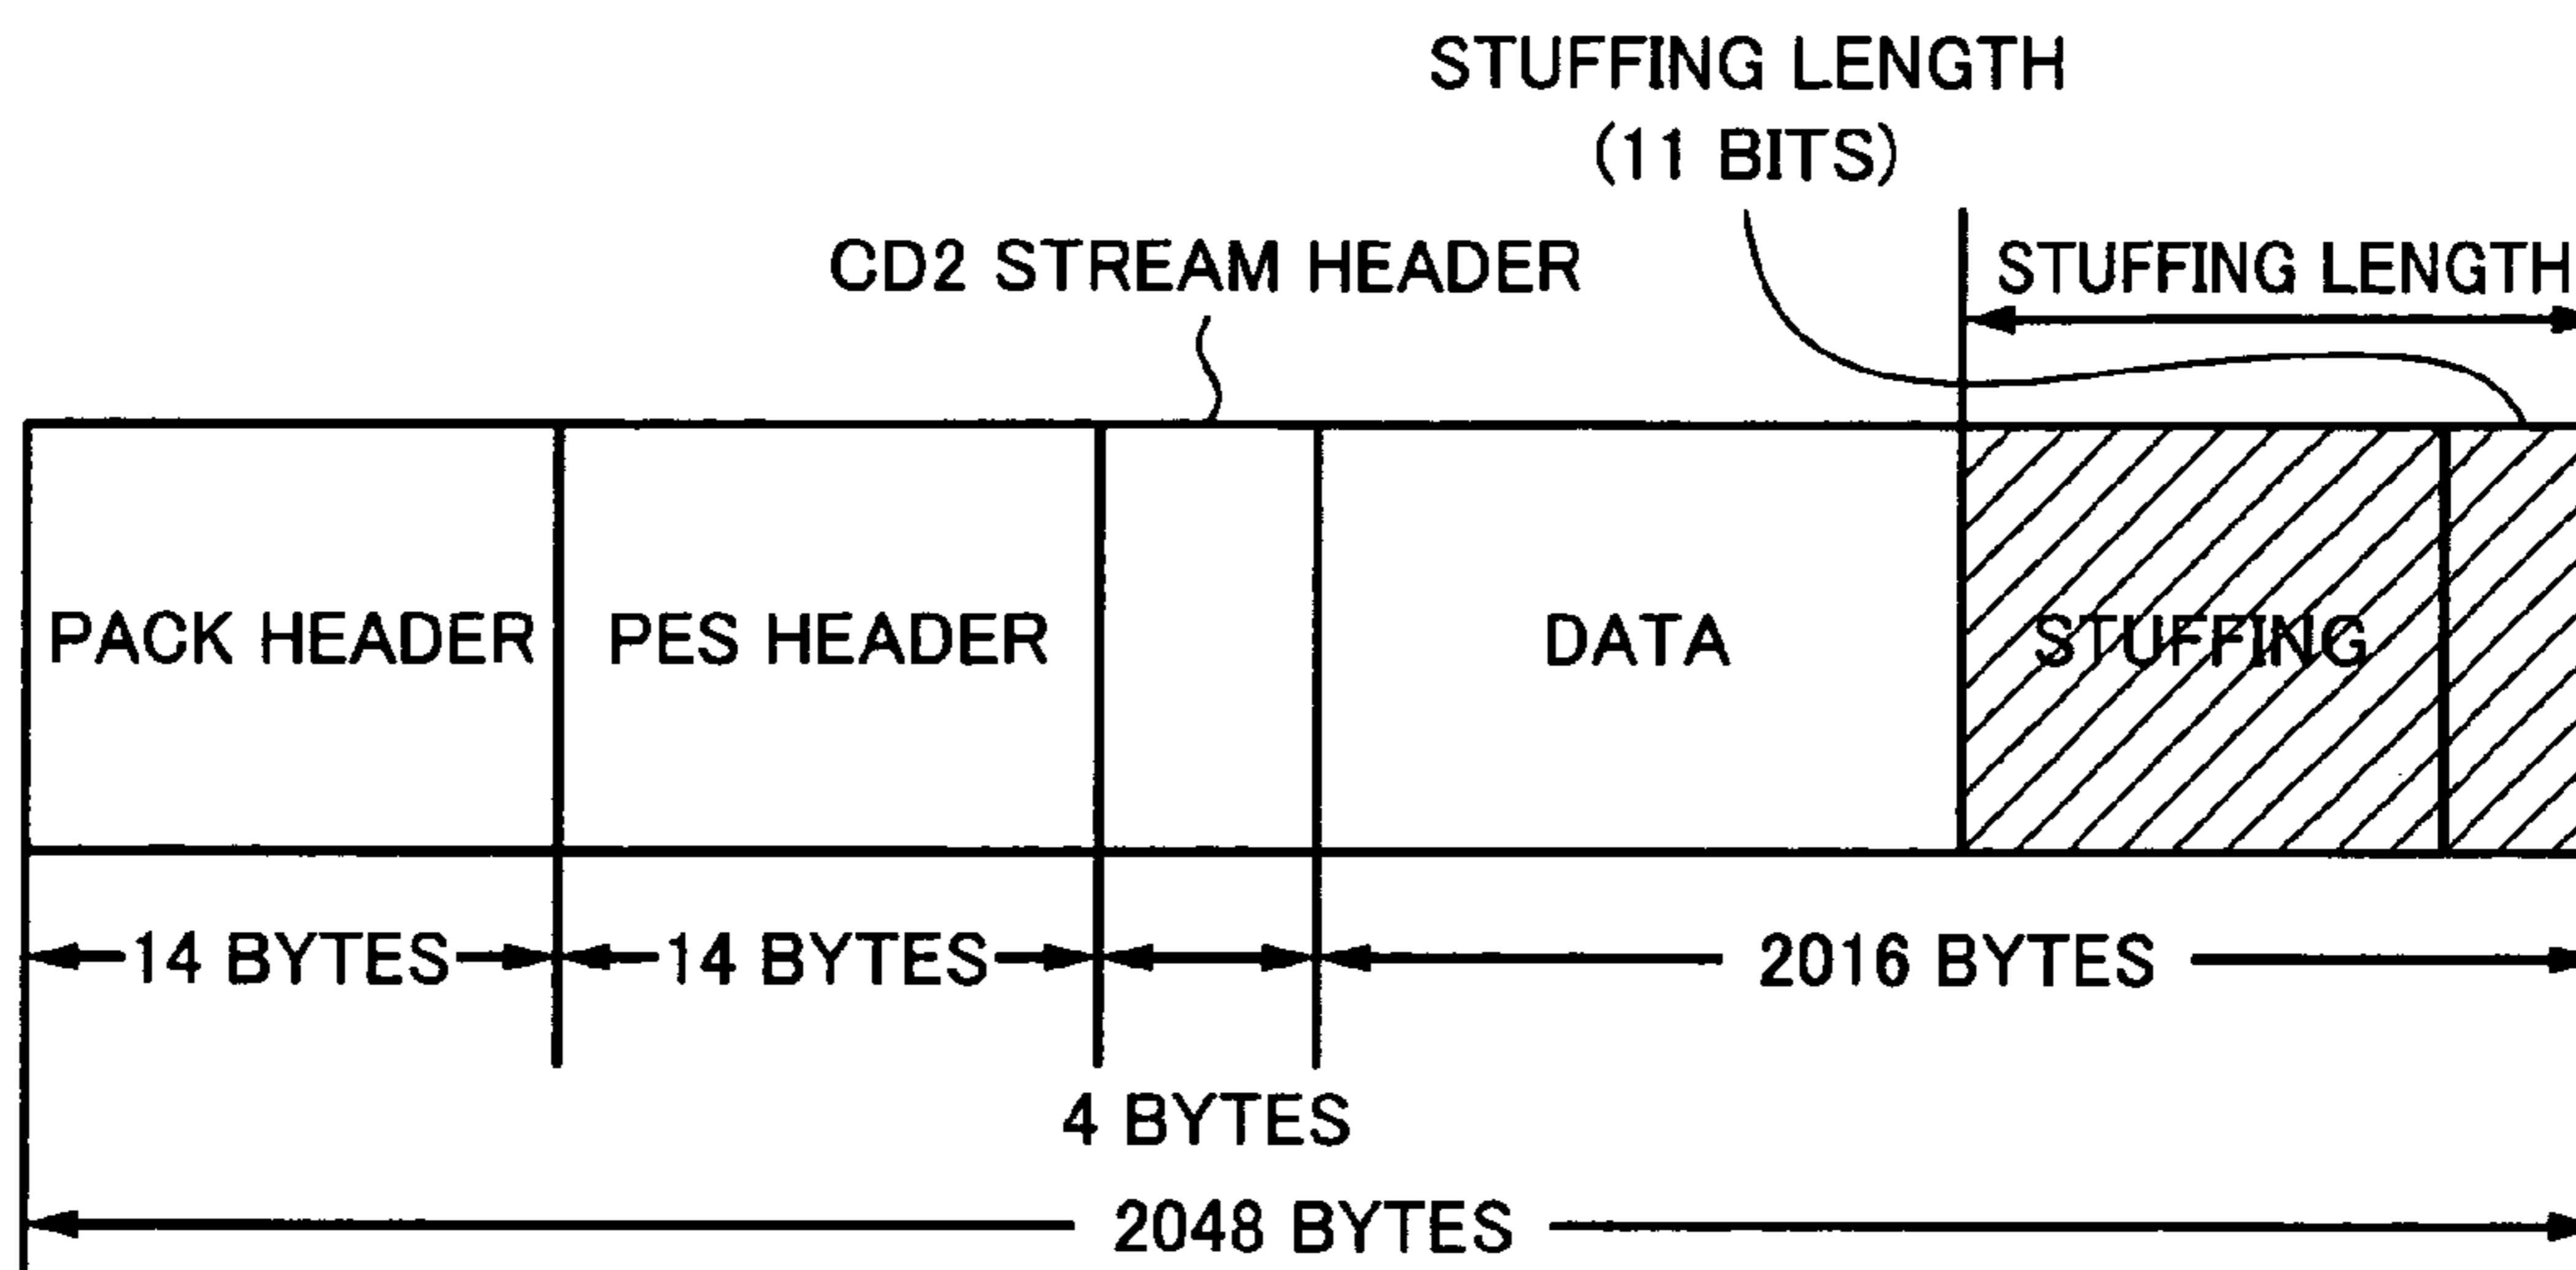 STUFFING LENGTH
(11 BITS)
CD2 STREAM HEADER
STUFFING LENGTH
PACK HEADER
PES HEADER
DATA
STUFFING
14 BYTES
14 BYTES
2016 BYTES
4 BYTES
2048 BYTES